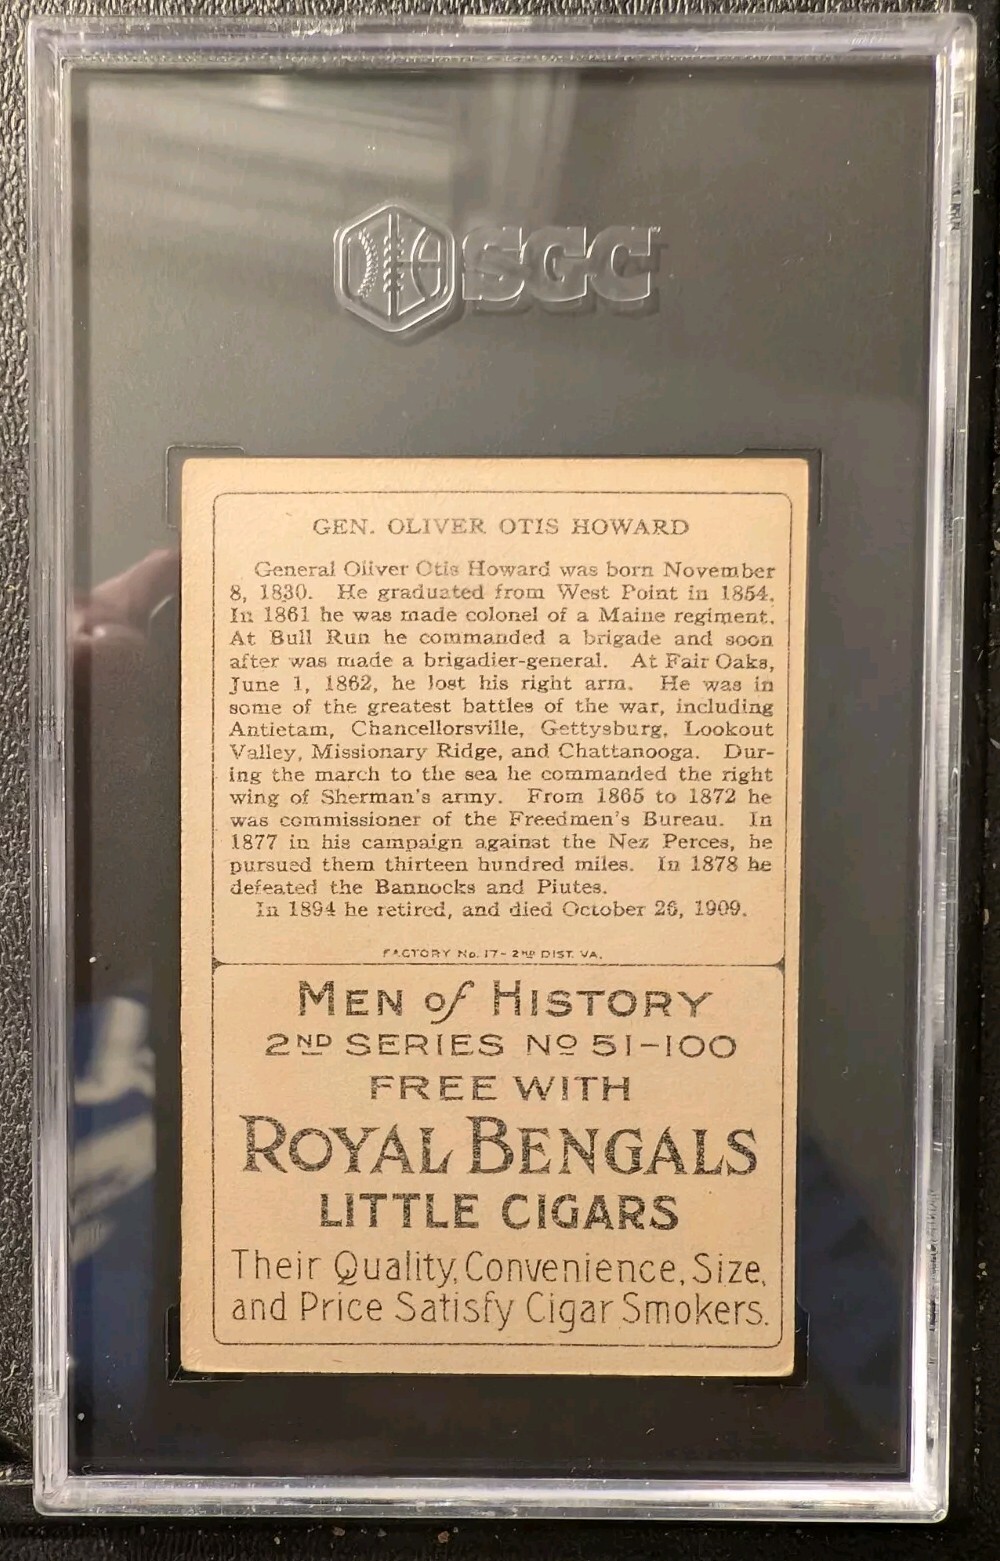 SGC
GEN. OLIVER OTIS HOWARD
General Oliver Otis Howard was born November
8, 1830. He graduated from West Point in 1854.
In 1861 he was made colonel of a Maine regiment.
At Bull Run he commanded a brigade and soon
after was made a brigadier-general. At Fair Oaks,
June 1, 1862, he lost his right arm. He was in
some of the greatest battles of the war, including
Antietam, Chancellorsville, Gettysburg, Lookout
Valley, Missionary Ridge, and Chattanooga. Dur-
ing the march to the sea he commanded the right
wing of Sherman's army. From 1865 to 1872 he
was commissioner of the Freedmen's Bureau. In
1877 in his campaign against the Nez Perces, he
pursued them thirteen hundred miles. In 1878 he
defeated the Bannocks and Piutes.
In 1894 he retired, and died October 26, 1909.
FACTORY No. 17 - 2ND DIST. VA.
MEN of HISTORY
2ND SERIES No 51-100
FREE WITH
ROYAL BENGALS
LITTLE CIGARS
Their Quality, Convenience, Size,
and Price Satisfy Cigar Smokers.